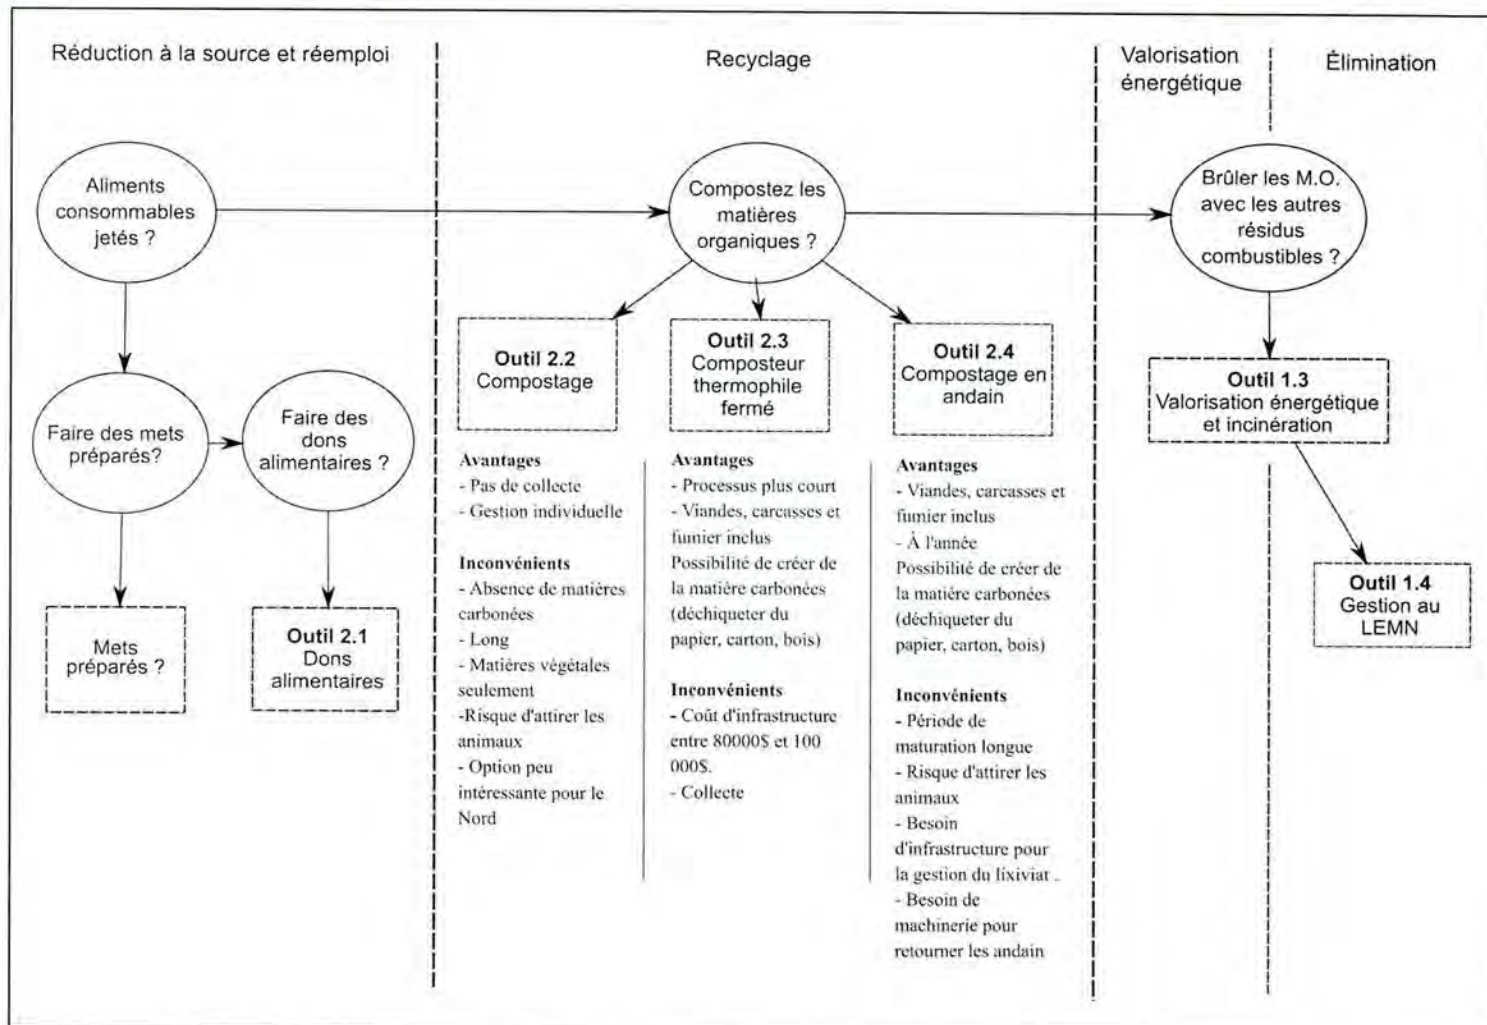 Réduction à la source et réemploi
Recyclage
Valorisation
énergétique
Élimination
Aliments
consommables
jetés ?
Compostez les
matières
organiques ?
Brûler les M.O.
avec les autres
résidus
combustibles ?
Faire des mets
préparés?
Faire des
dons
alimentaires ?
Mets
préparés ?
Outil 2.1
Dons
alimentaires
Outil 2.2
Compostage
Avantages
- Pas de collecte
- Gestion individuelle
Inconvénients
- Absence de matières
carbonées
- Long
- Matières végétales
seulement
-Risque d'attirer les
animaux
- Option peu
intéressante pour le
Nord
Outil 2.3
Composteur
thermophile
fermé
Avantages
- Processus plus court
- Viandes, carcasses et
fumier inclus
Possibilité de créer de
la matière carbonées
(déchiqueter du
papier, carton, bois)
Inconvénients
- Coût d'infrastructure
entre 80000$ et 100
000$.
- Collecte
Outil 2.4
Compostage en
andain
Avantages
- Viandes, carcasses et
fumier inclus
- À l'année
Possibilité de créer de
la matière carbonées
(déchiqueter du
papier, carton, bois)
Inconvénients
- Période de
maturation longue
- Risque d'attirer les
animaux
- Besoin
d'infrastructure pour
la gestion du lixiviat .
- Besoin de
machinerie pour
retourner les andain
Outil 1.3
Valorisation énergétique
et incinération
Outil 1.4
Gestion au
LEMN